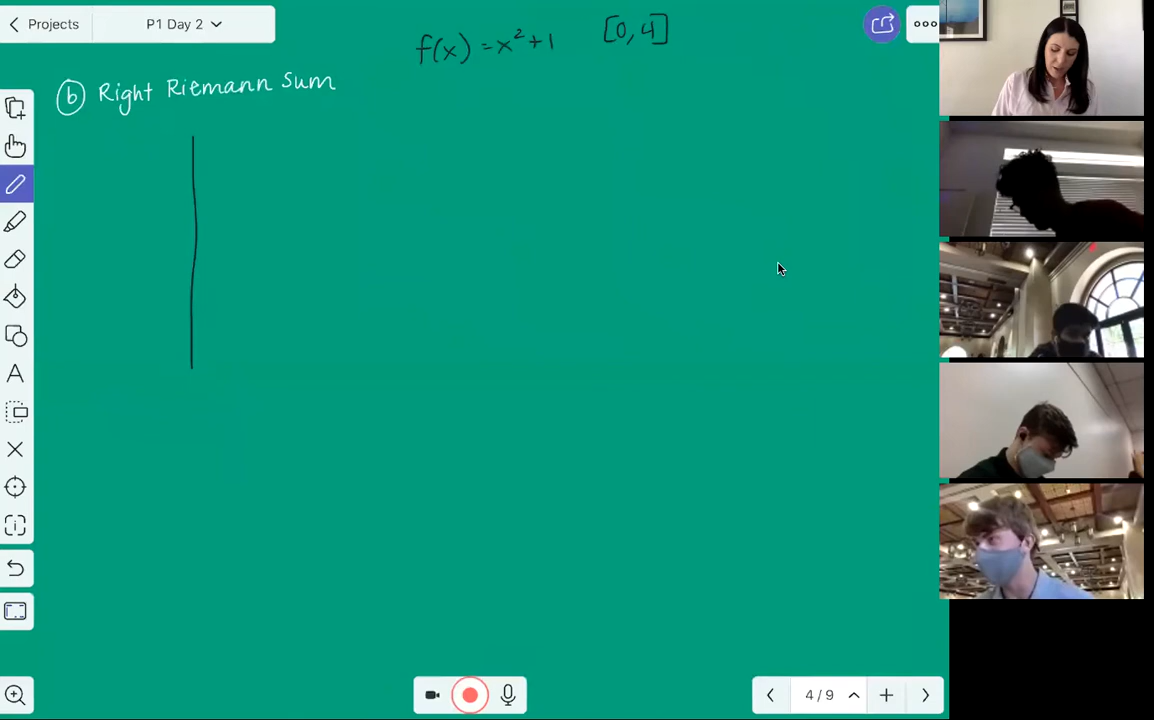 Projects
P1 Day 2
f(x) = x² + 1 [0, 4]
ⓑ Right Riemann Sum
4 / 9